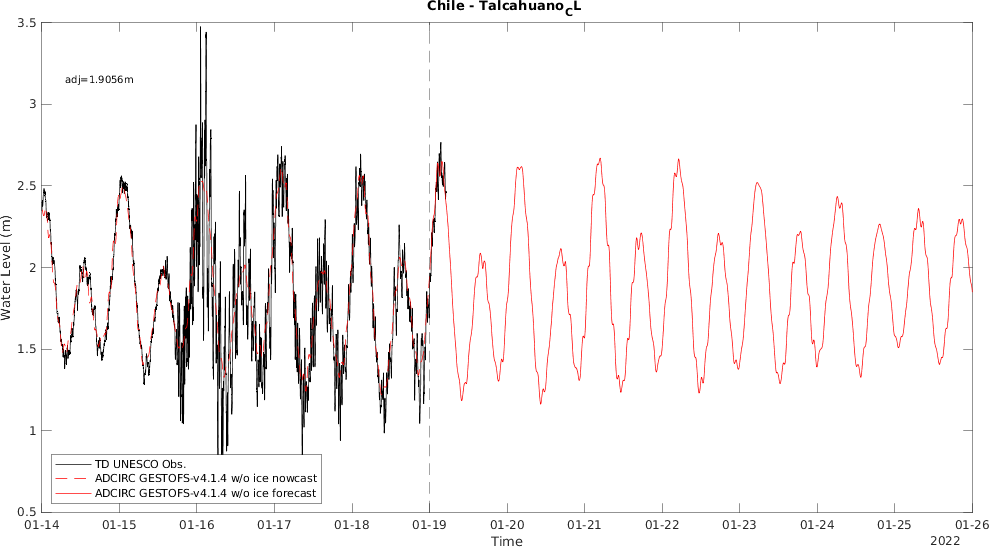 Chile - TalcahuanoCL
3.5
3
2.5
2
1.5
1
0.5
Water Level (m)
adj=1.9056m
TD UNESCO Obs.
ADCIRC GESTOFS-v4.1.4 w/o ice nowcast
ADCIRC GESTOFS-v4.1.4 w/o ice forecast
01-14 01-15 01-16 01-17 01-18 01-19 01-20 01-21 01-22 01-23 01-24 01-25 01-26
Time
2022